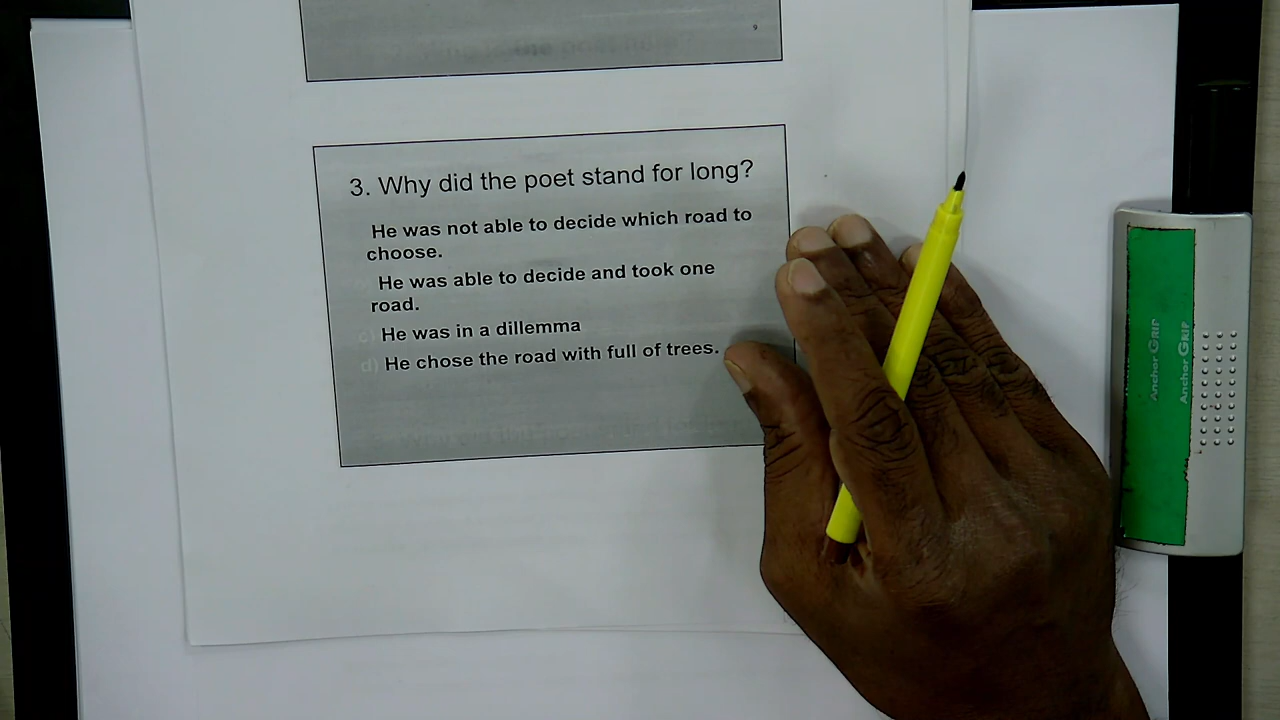 3. Why did the poet stand for long?
He was not able to decide which road to
choose.
He was able to decide and took one
road.
c) He was in a dillemma
d) He chose the road with full of trees.
Anchor GRIP
Anchor GRIP